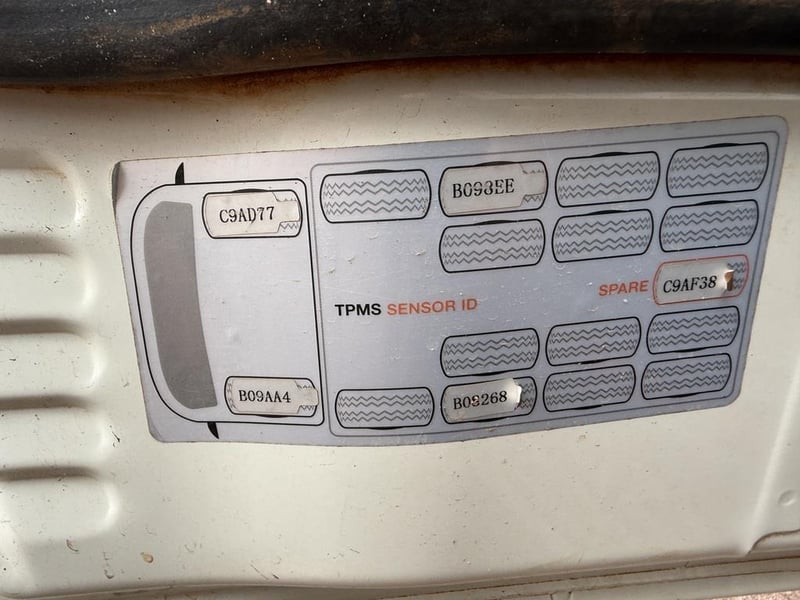 C9AD77
B093EE
TPMS SENSOR ID
SPARE
C9AF38
B09AA4
B09268